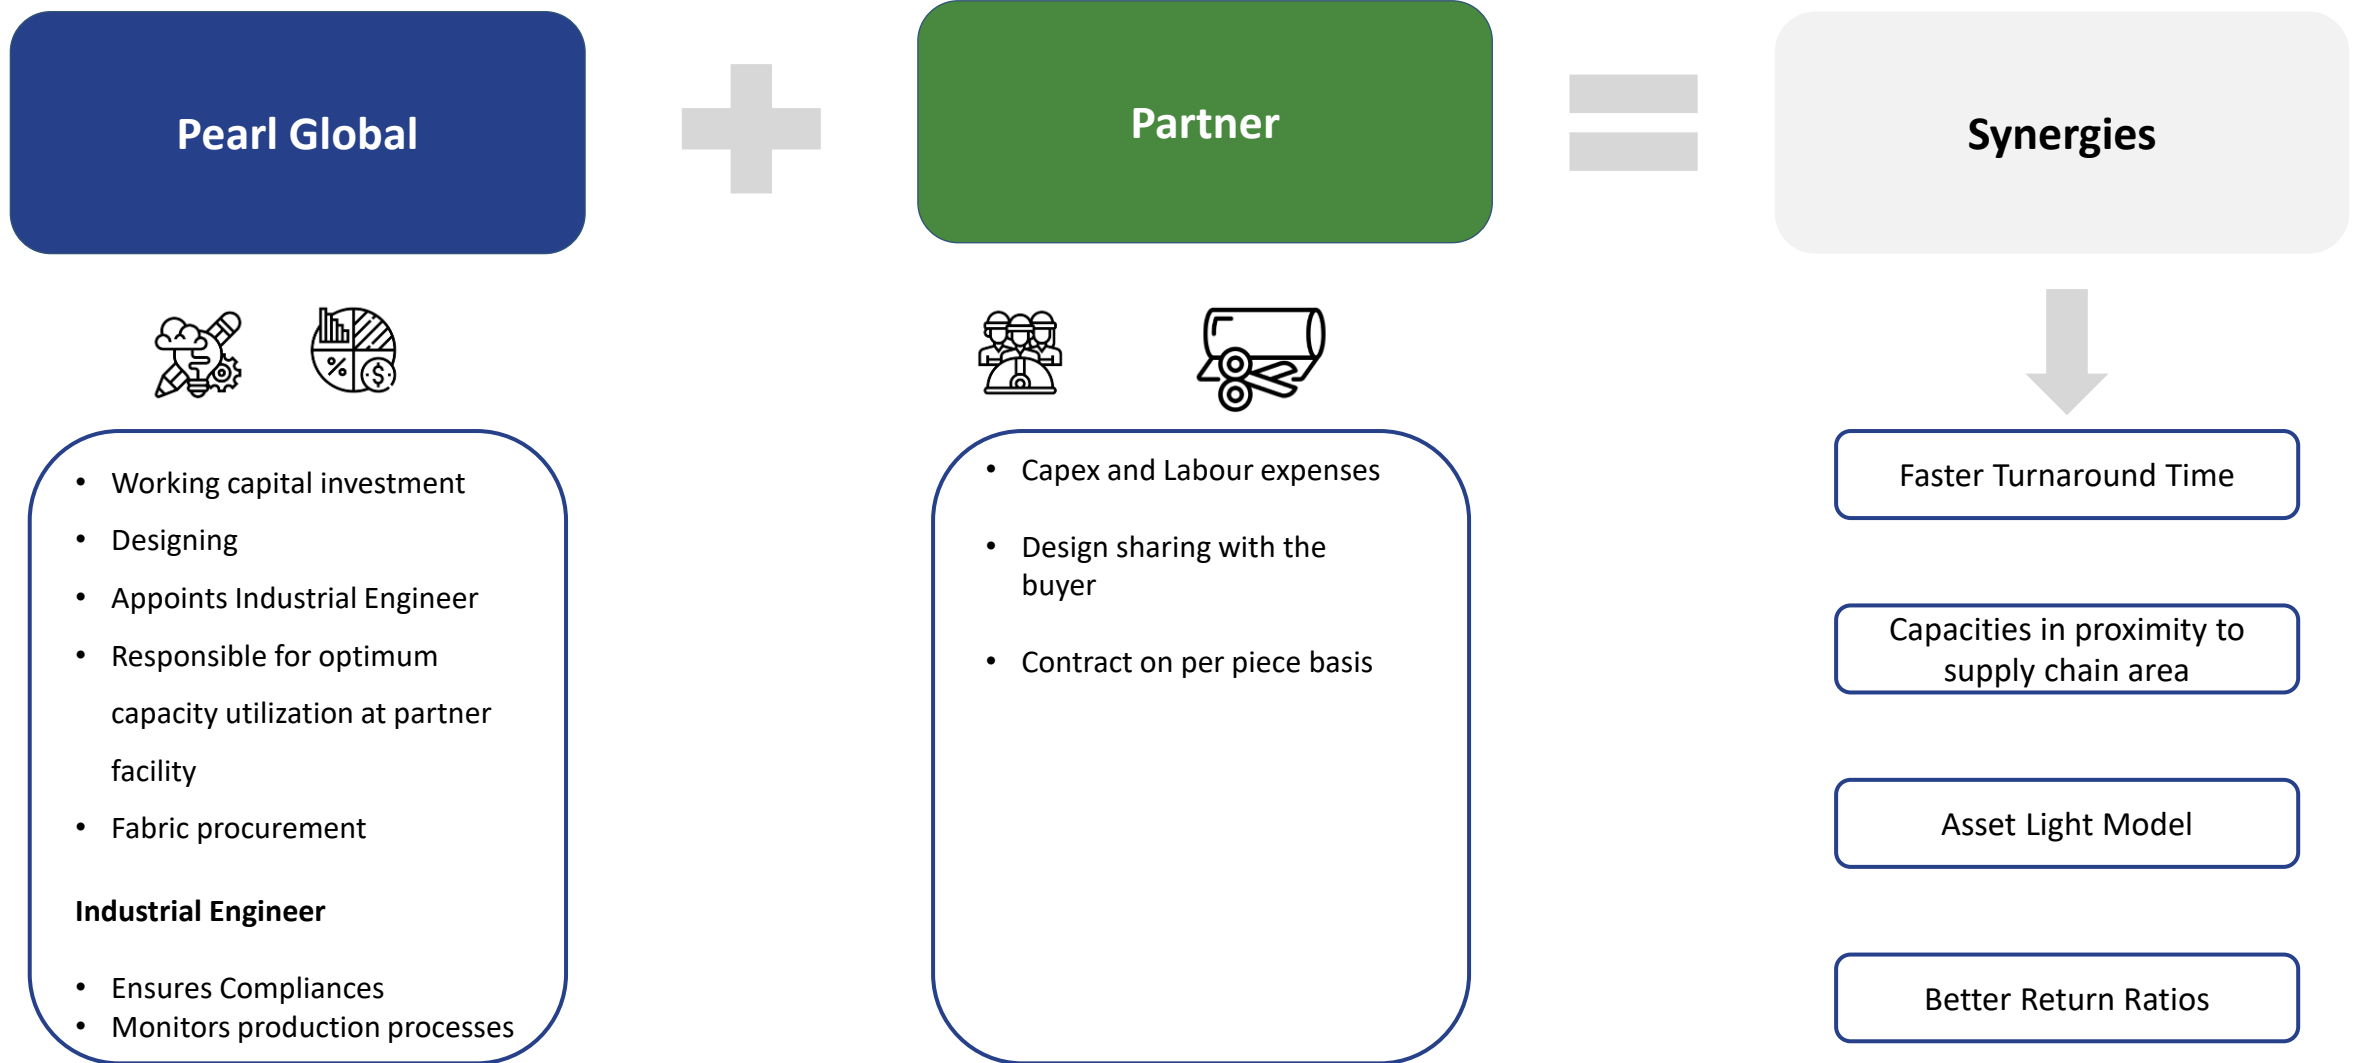 Pearl Global
Partner
Synergies
• Working capital investment
• Designing
• Appoints Industrial Engineer
• Responsible for optimum
capacity utilization at partner
facility
• Fabric procurement
Industrial Engineer
• Ensures Compliances
• Monitors production processes
• Capex and Labour expenses
• Design sharing with the
buyer
• Contract on per piece basis
Faster Turnaround Time
Capacities in proximity to
supply chain area
Asset Light Model
Better Return Ratios